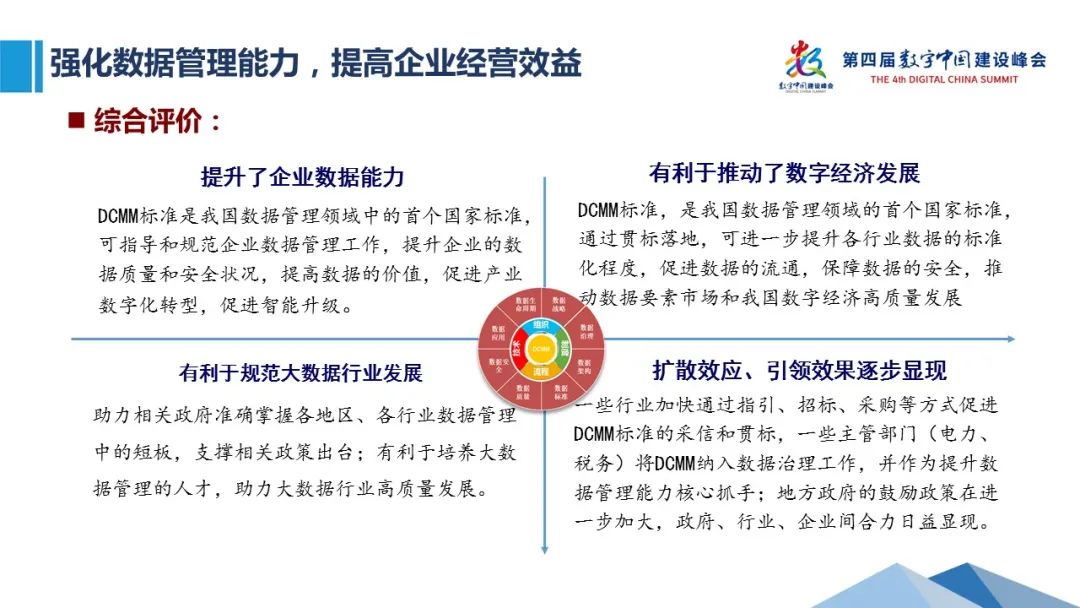 强化数据管理能力，提高企业经营效益
数字中国建设峰会
DIGITAL CHINA SUMMIT
第四届数字中国建设峰会
THE 4th DIGITAL CHINA SUMMIT
■ 综合评价：
提升了企业数据能力
DCMM标准是我国数据管理领域中的首个国家标准，
可指导和规范企业数据管理工作，提升企业的数
据质量和安全状况，提高数据的价值，促进产业
数字化转型，促进智能升级。
有利于推动了数字经济发展
DCMM标准，是我国数据管理领域的首个国家标准，
通过贯标落地，可进一步提升各行业数据的标准
化程度，促进数据的流通，保障数据的安全，推
动数据要素市场和我国数字经济高质量发展
数据生
命周期
数据
战略
数据
应用
数据
治理
数据安
全
数据
架构
数据
质量
数据
标准
组织
技术
DCMM
制度
流程
有利于规范大数据行业发展
助力相关政府准确掌握各地区、各行业数据管理
中的短板，支撑相关政策出台；有利于培养大数
据管理的人才，助力大数据行业高质量发展。
扩散效应、引领效果逐步显现
一些行业加快通过指引、招标、采购等方式促进
DCMM标准的采信和贯标，一些主管部门（电力、
税务）将DCMM纳入数据治理工作，并作为提升数
据管理能力核心抓手；地方政府的鼓励政策在进
一步加大，政府、行业、企业间合力日益显现。